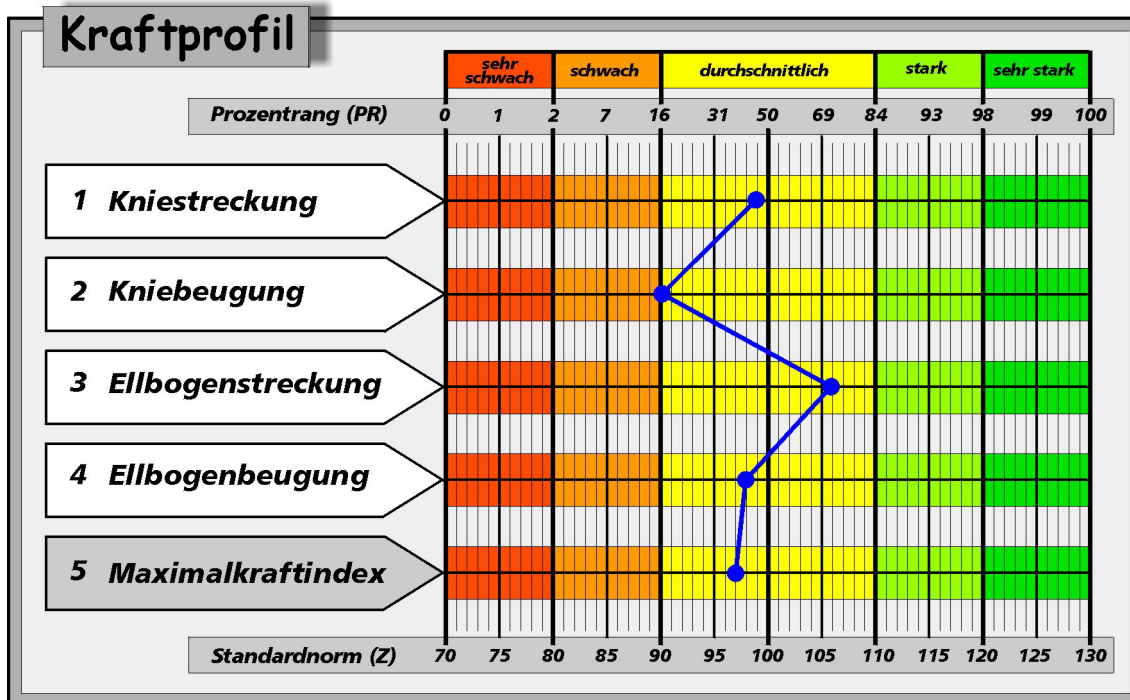 Kraftprofil
sehr
schwach
schwach
durchschnittlich
stark
sehr stark
Prozentrang (PR) 0 1 2 7 16 31 50 69 84 93 98 99 100
1 Kniestreckung
2 Kniebeugung
3 Ellbogenstreckung
4 Ellbogenbeugung
5 Maximalkraftindex
Standardnorm (Z) 70 75 80 85 90 95 100 105 110 115 120 125 130